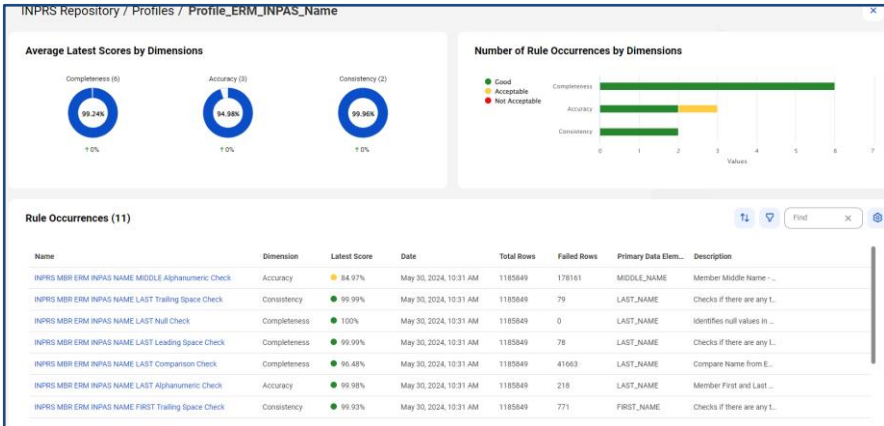 INPRS Repository / Profiles / Profile_ERM_INPAS_Name
Average Latest Scores by Dimensions
Completeness (6)
Accuracy (3)
Consistency (2)
99.24%
94.98%
99.96%
↑ 0%
↑ 0%
↑ 0%
Number of Rule Occurrences by Dimensions
Good
Acceptable
Not Acceptable
Completeness
Accuracy
Consistency
0 1 2 3 4 5 6 7
Values
Rule Occurrences (11)
Find
Name Dimension Latest Score Date Total Rows Failed Rows Primary Data Elem... Description
INPRS MBR ERM INPAS NAME MIDDLE Alphanumeric Check Accuracy 84.97% May 30, 2024, 10:31 AM 1185849 178161 MIDDLE_NAME Member Middle Name -...
INPRS MBR ERM INPAS NAME LAST Trailing Space Check Consistency 99.99% May 30, 2024, 10:31 AM 1185849 79 LAST_NAME Checks if there are any t...
INPRS MBR ERM INPAS NAME LAST Null Check Completeness 100% May 30, 2024, 10:31 AM 1185849 0 LAST_NAME Identifies null values in ...
INPRS MBR ERM INPAS NAME LAST Leading Space Check Completeness 99.99% May 30, 2024, 10:31 AM 1185849 78 LAST_NAME Checks if there are any l...
INPRS MBR ERM INPAS NAME LAST Comparison Check Completeness 96.48% May 30, 2024, 10:31 AM 1185849 41663 LAST_NAME Compare Name from E...
INPRS MBR ERM INPAS NAME LAST Alphanumeric Check Accuracy 99.98% May 30, 2024, 10:31 AM 1185849 218 LAST_NAME Member First and Last ...
INPRS MBR ERM INPAS NAME FIRST Trailing Space Check Consistency 99.93% May 30, 2024, 10:31 AM 1185849 771 FIRST_NAME Checks if there are any t...